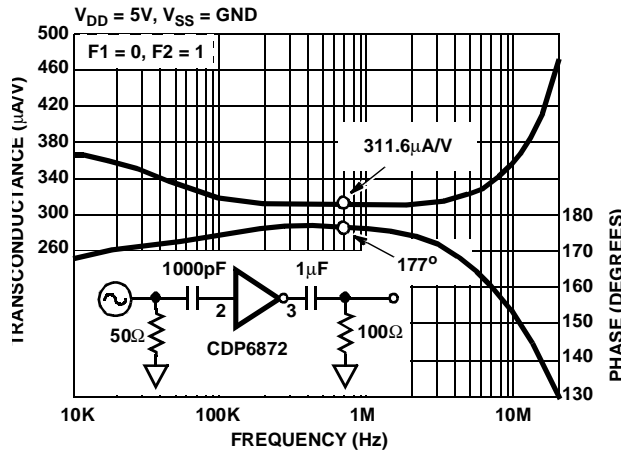 V_DD = 5V, V_SS = GND
F1 = 0, F2 = 1
TRANSCONDUCTANCE (µA/V)
500
460
420
380
340
300
260
311.6µA/V
177°
1000pF
1µF
2
3
50Ω
100Ω
CDP6872
180
170
160
150
140
130
PHASE (DEGREES)
10K
100K
1M
10M
FREQUENCY (Hz)